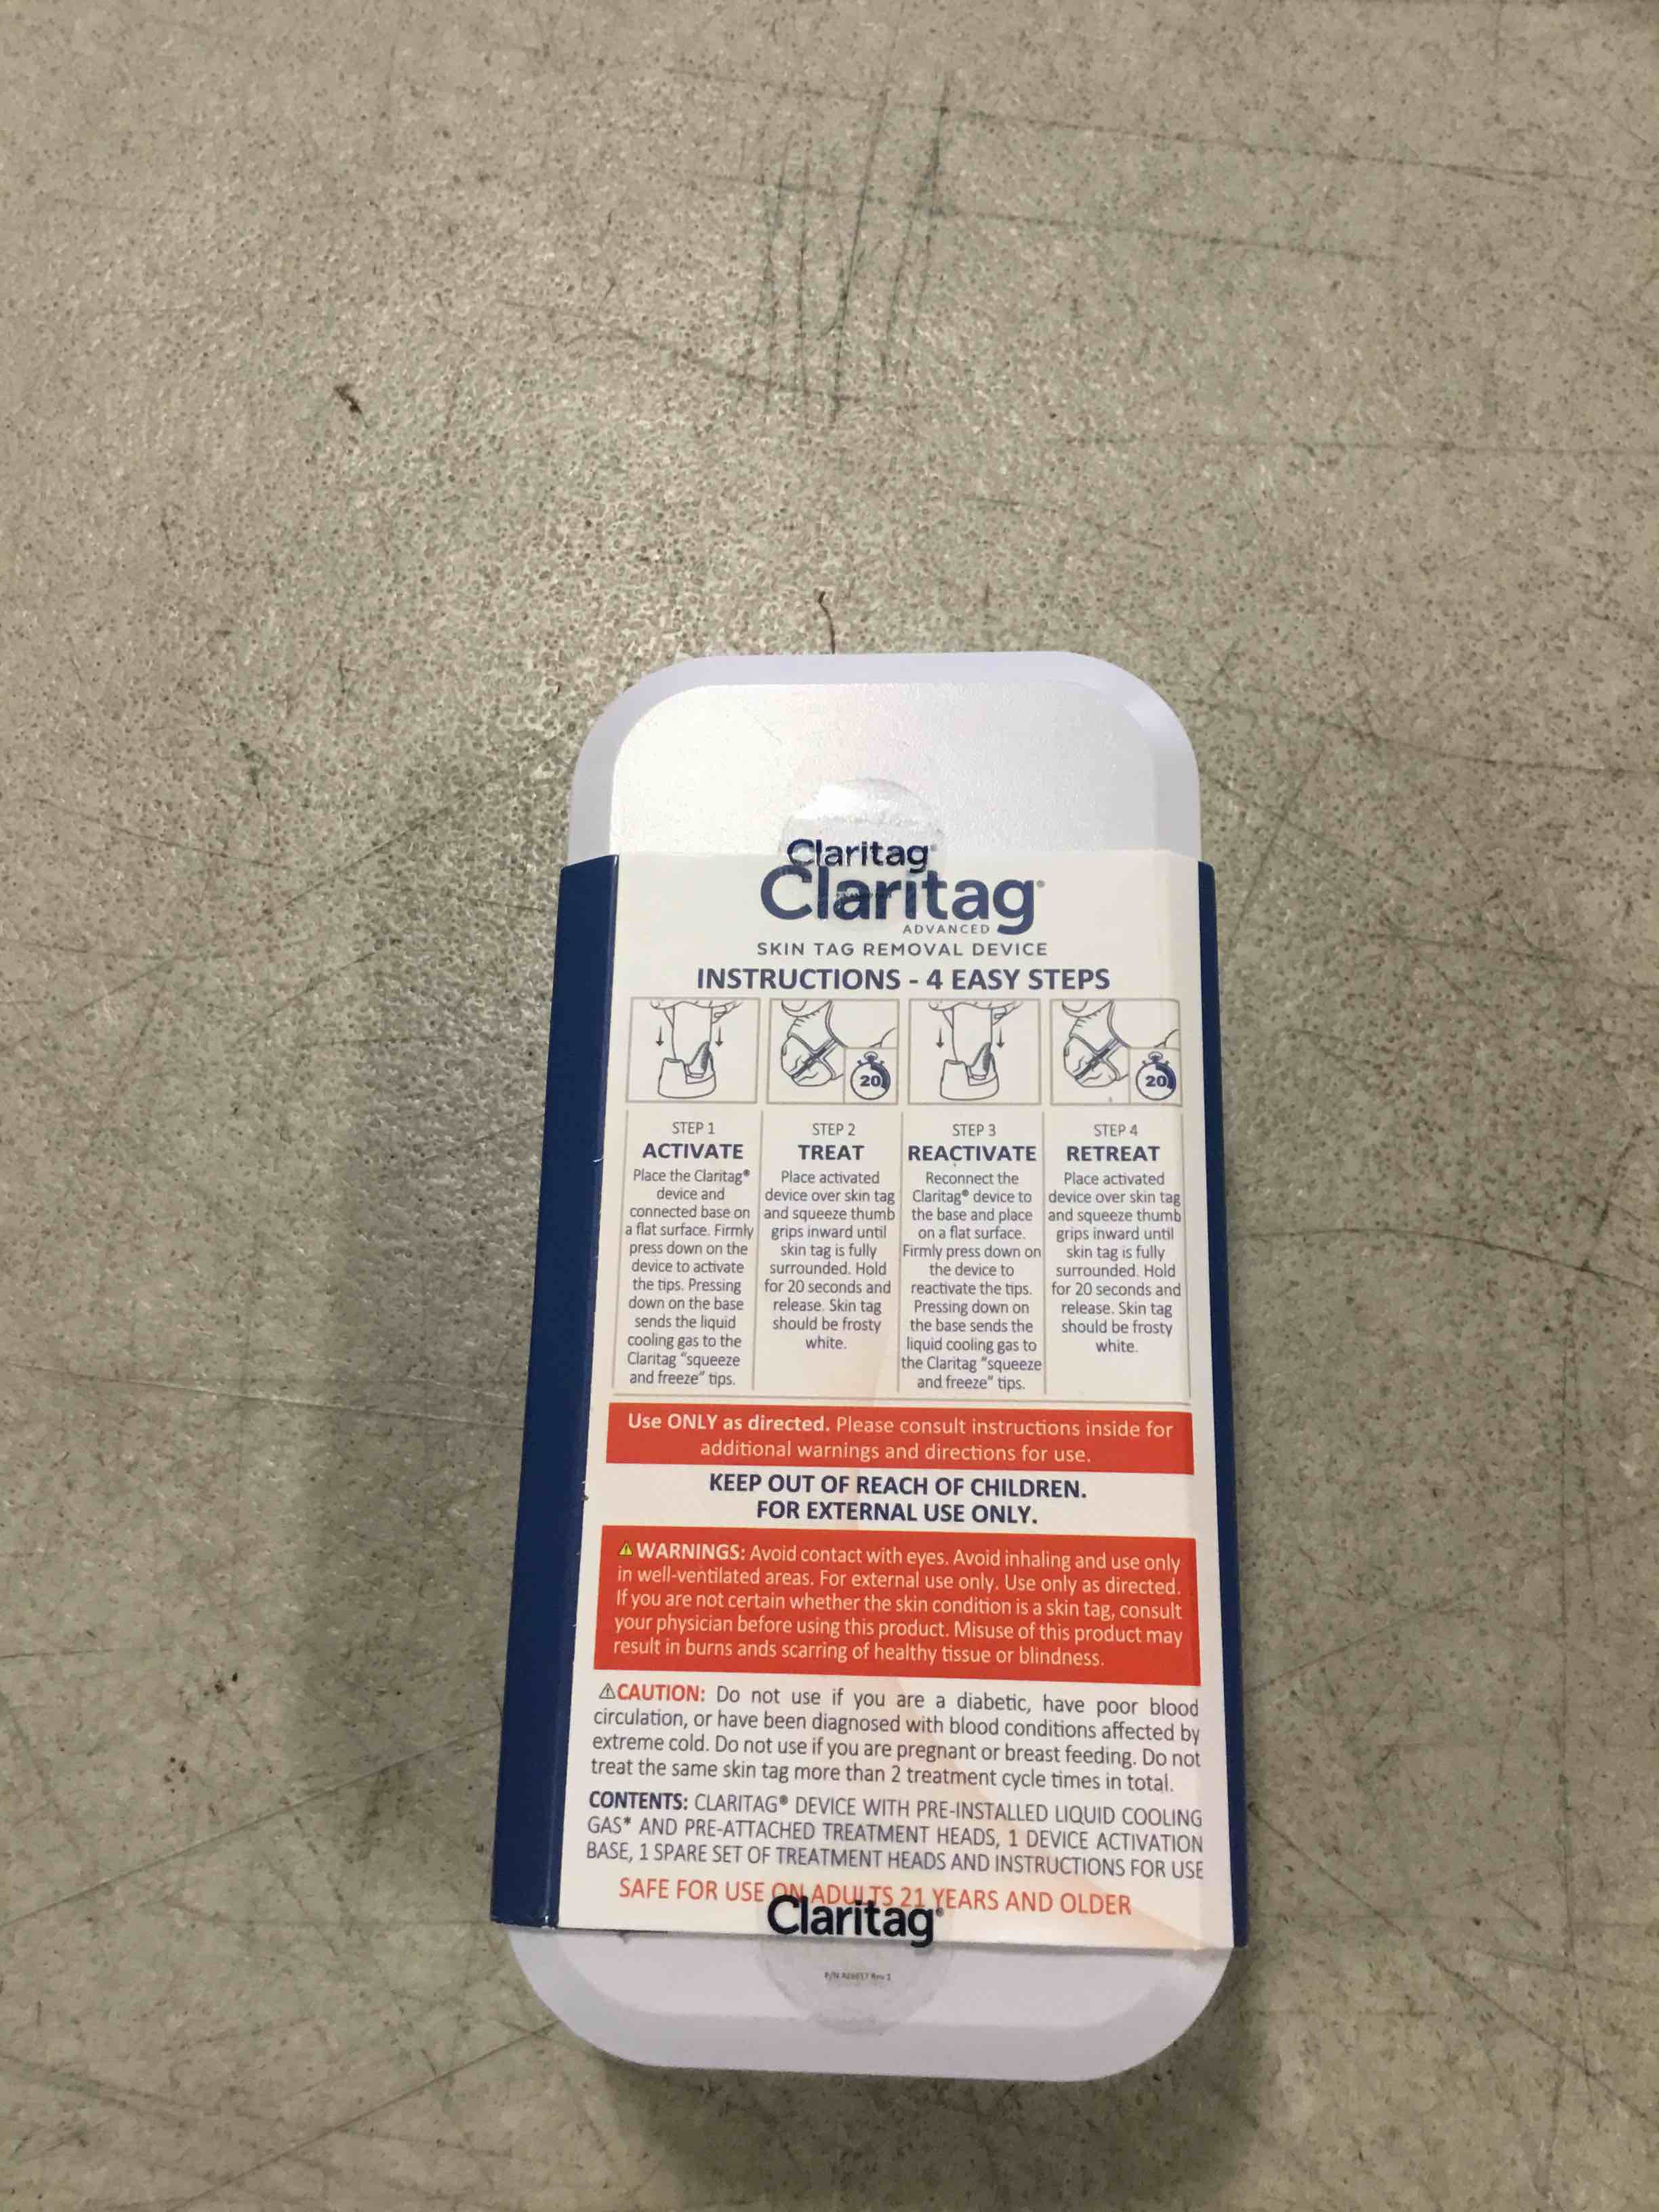 Claritag®
Claritag®
ADVANCED
SKIN TAG REMOVAL DEVICE
INSTRUCTIONS - 4 EASY STEPS
20
20
STEP 1
ACTIVATE
Place the Claritag®
device and
connected base on
a flat surface. Firmly
press down on the
device to activate
the tips. Pressing
down on the base
sends the liquid
cooling gas to the
Claritag "squeeze
and freeze" tips.
STEP 2
TREAT
Place activated
device over skin tag
and squeeze thumb
grips inward until
skin tag is fully
surrounded. Hold
for 20 seconds and
release. Skin tag
should be frosty
white.
STEP 3
REACTIVATE
Reconnect the
Claritag® device to
the base and place
on a flat surface.
Firmly press down on
the device to
reactivate the tips.
Pressing down on
the base sends the
liquid cooling gas to
the Claritag "squeeze
and freeze" tips.
STEP 4
RETREAT
Place activated
device over skin tag
and squeeze thumb
grips inward until
skin tag is fully
surrounded. Hold
for 20 seconds and
release. Skin tag
should be frosty
white.
Use ONLY as directed. Please consult instructions inside for
additional warnings and directions for use.
KEEP OUT OF REACH OF CHILDREN.
FOR EXTERNAL USE ONLY.
⚠WARNINGS: Avoid contact with eyes. Avoid inhaling and use only
in well-ventilated areas. For external use only. Use only as directed.
If you are not certain whether the skin condition is a skin tag, consult
your physician before using this product. Misuse of this product may
result in burns ands scarring of healthy tissue or blindness.
⚠CAUTION: Do not use if you are a diabetic, have poor blood
circulation, or have been diagnosed with blood conditions affected by
extreme cold. Do not use if you are pregnant or breast feeding. Do not
treat the same skin tag more than 2 treatment cycle times in total.
CONTENTS: CLARITAG® DEVICE WITH PRE-INSTALLED LIQUID COOLING
GAS* AND PRE-ATTACHED TREATMENT HEADS, 1 DEVICE ACTIVATION
BASE, 1 SPARE SET OF TREATMENT HEADS AND INSTRUCTIONS FOR USE
SAFE FOR USE ON ADULTS 21 YEARS AND OLDER
Claritag®
P/N Rev 1